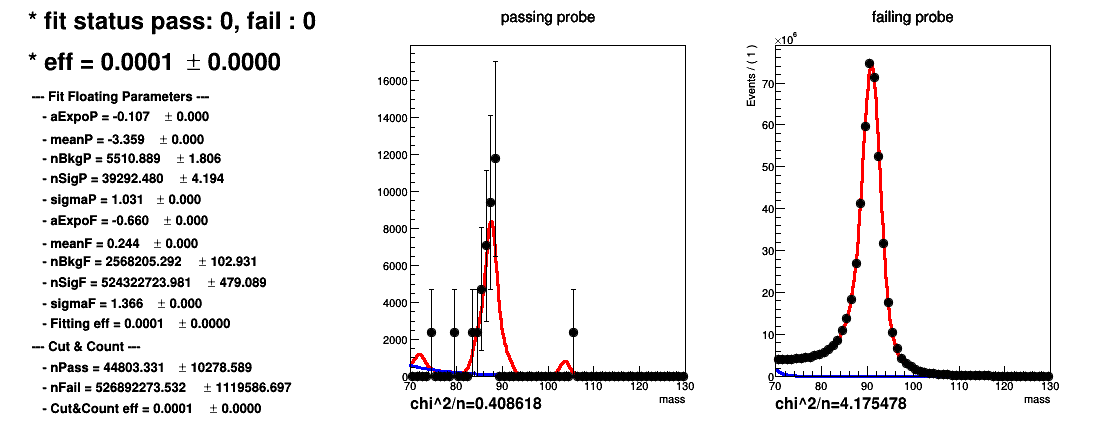 * fit status pass: 0, fail : 0
* eff = 0.0001 ± 0.0000
--- Fit Floating Parameters ---
- aExpoP = -0.107 ± 0.000
- meanP = -3.359 ± 0.000
- nBkgP = 5510.889 ± 1.806
- nSigP = 39292.480 ± 4.194
- sigmaP = 1.031 ± 0.000
- aExpoF = -0.660 ± 0.000
- meanF = 0.244 ± 0.000
- nBkgF = 2568205.292 ± 102.931
- nSigF = 524322723.981 ± 479.089
- sigmaF = 1.366 ± 0.000
- Fitting eff = 0.0001 ± 0.0000
--- Cut & Count ---
- nPass = 44803.331 ± 10278.589
- nFail = 526892273.532 ± 1119586.697
- Cut&Count eff = 0.0001 ± 0.0000
passing probe
16000
14000
12000
10000
8000
6000
4000
2000
0
70 80 90 100 110 120 130
mass
chi^2/n=0.408618
failing probe
×10^6
Events / ( 1 )
70
60
50
40
30
20
10
0
70 80 90 100 110 120 130
mass
chi^2/n=4.175478